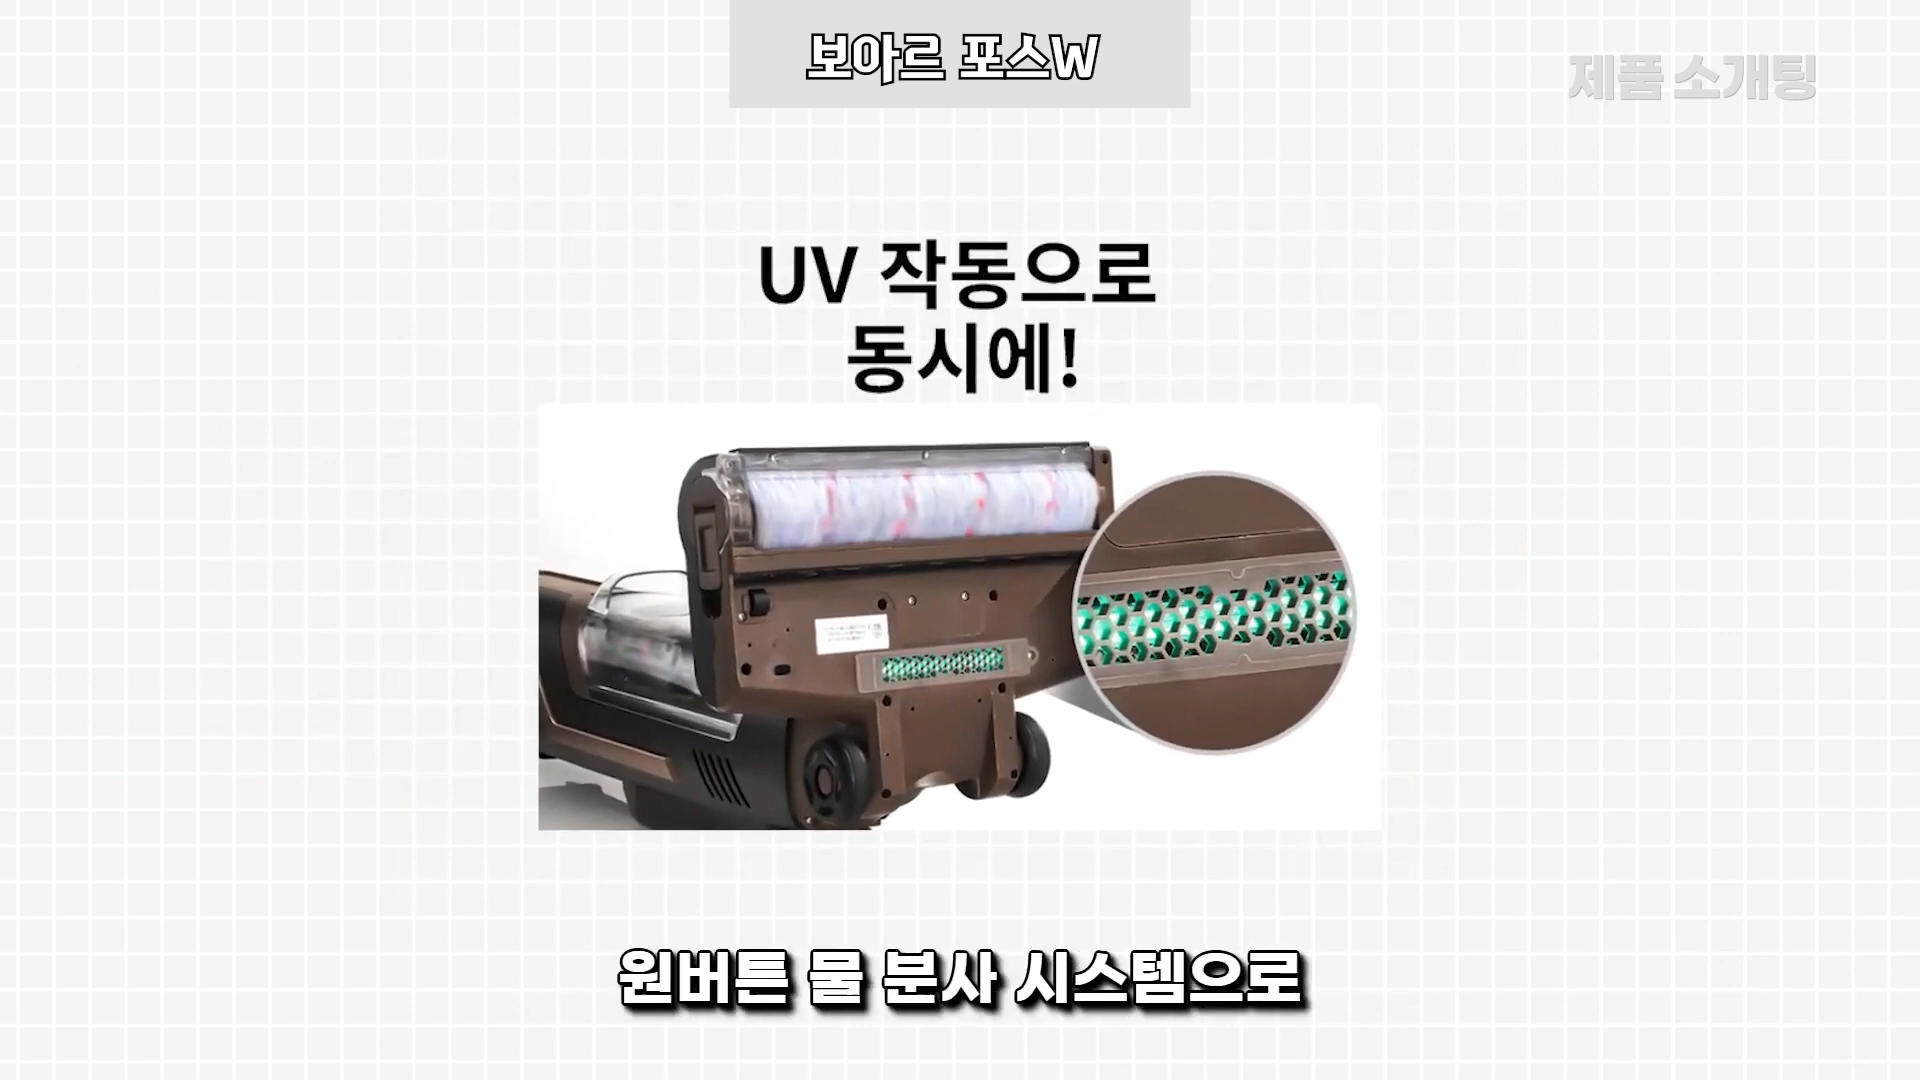 보아르 포스W
제품 소개팅
UV 작동으로
동시에!
원버튼 물 분사 시스템으로